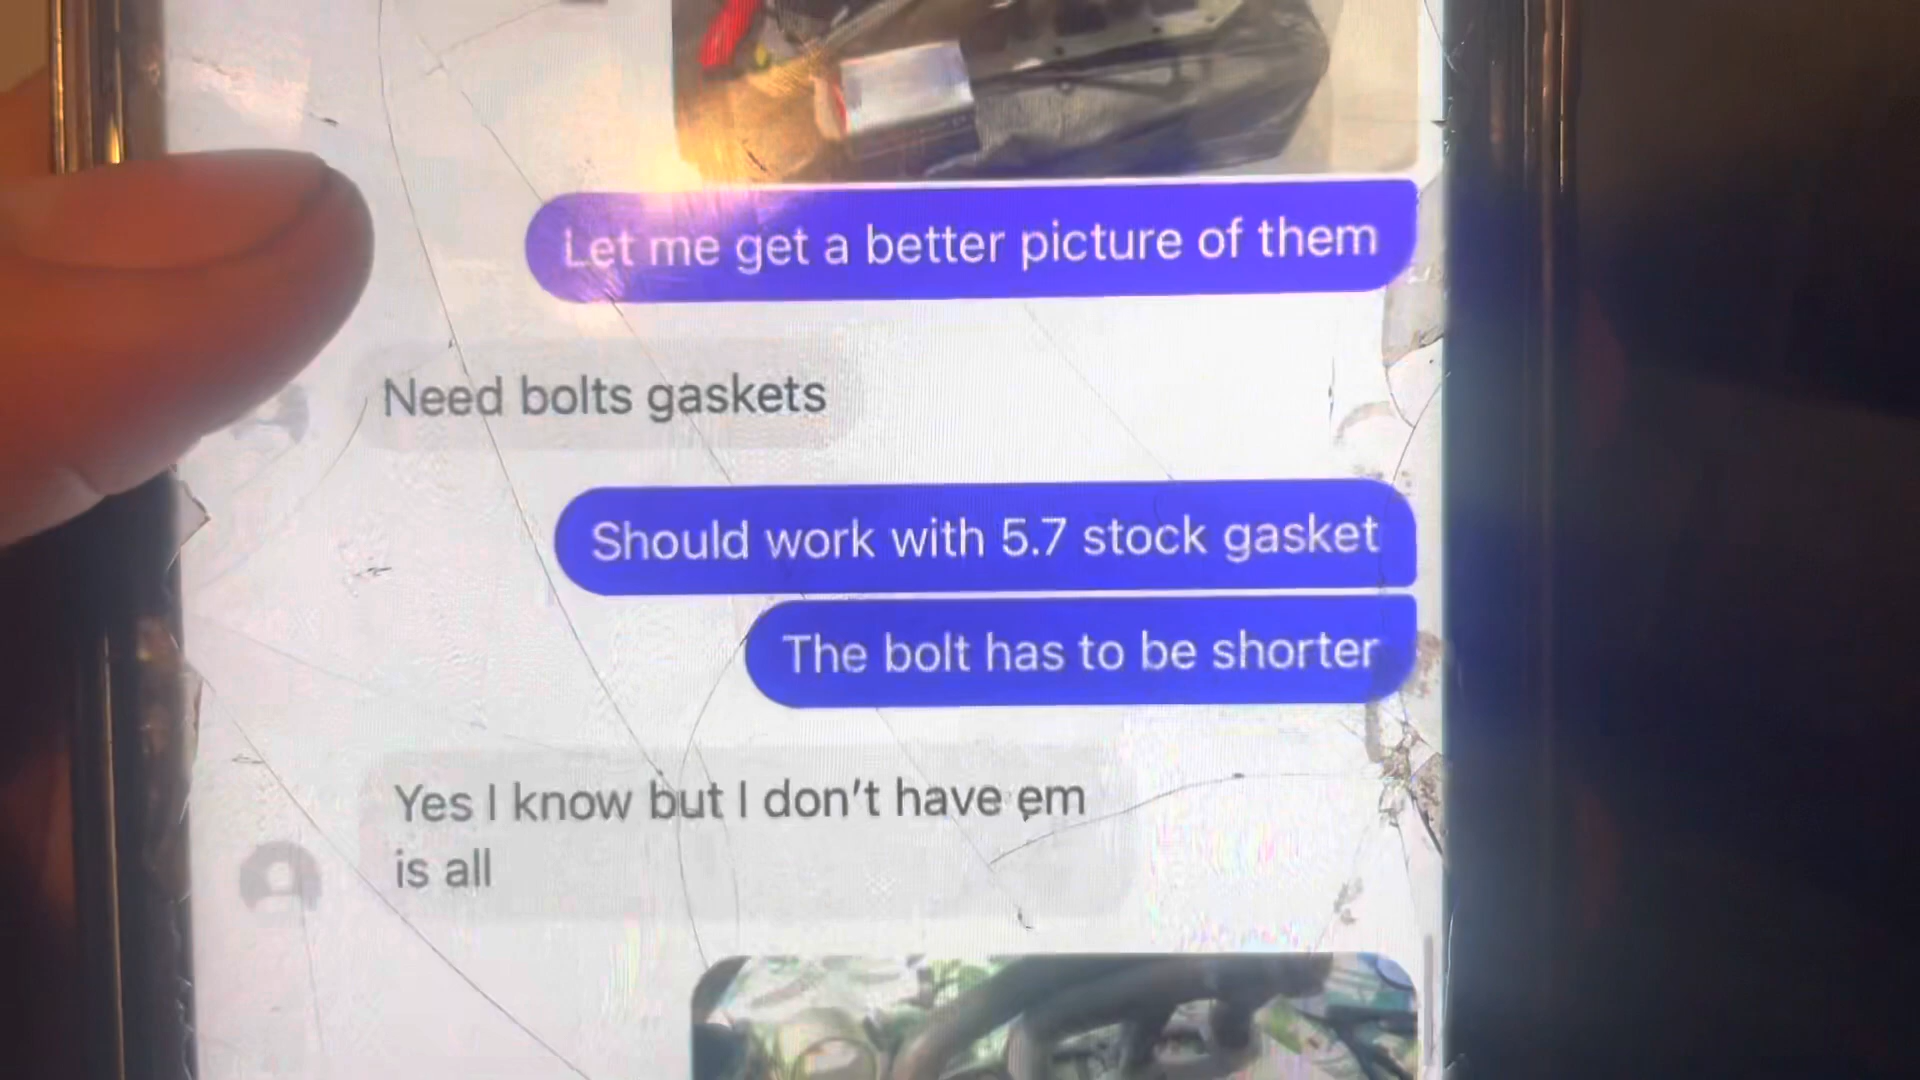 Let me get a better picture of them
Need bolts gaskets
Should work with 5.7 stock gasket
The bolt has to be shorter
Yes I know but I don't have em
is all